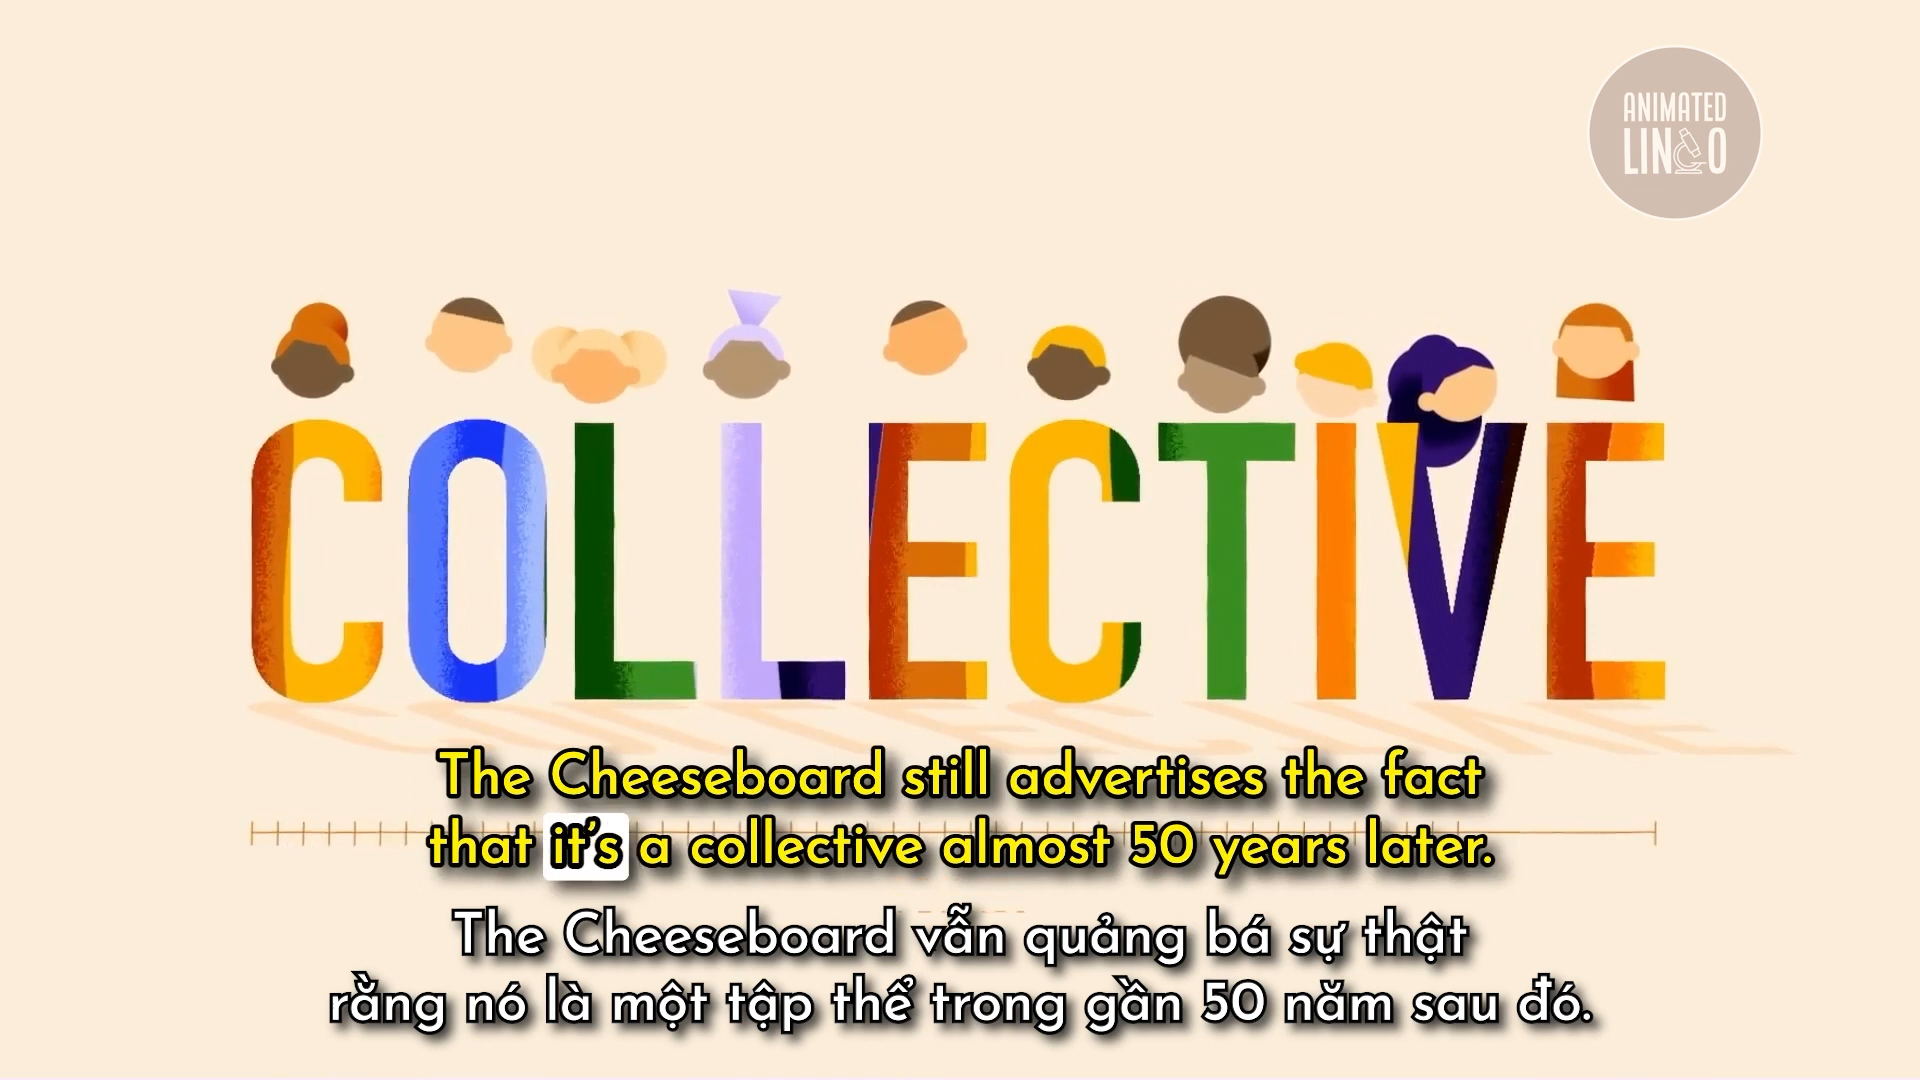 ANIMATED
LINGO
COLLECTIVE
The Cheeseboard still advertises the fact
that it's a collective almost 50 years later.
The Cheeseboard vẫn quảng bá sự thật
rằng nó là một tập thể trong gần 50 năm sau đó.